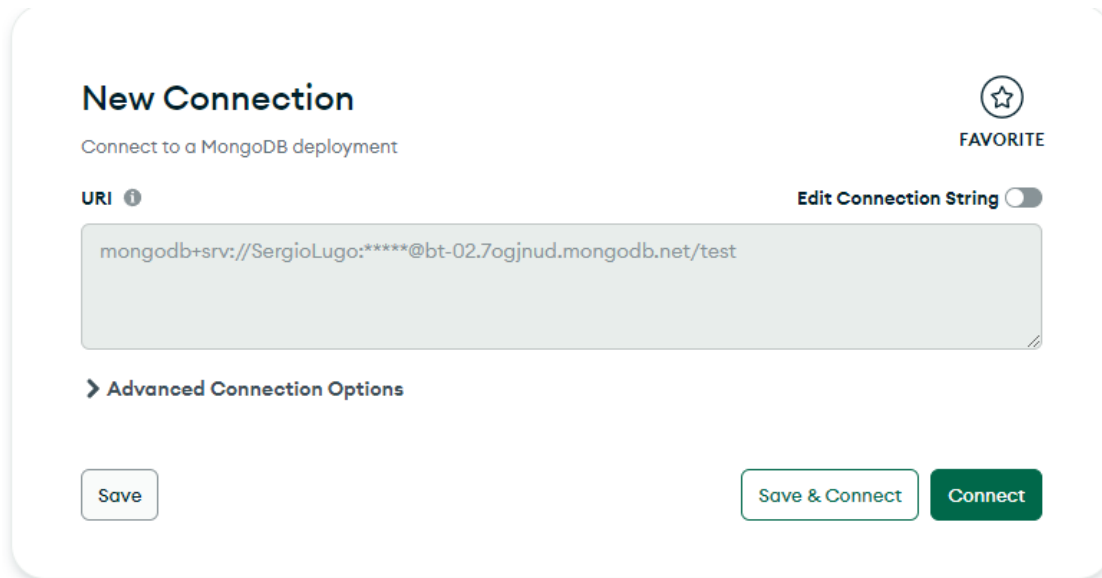 New Connection
FAVORITE
Connect to a MongoDB deployment
URI
Edit Connection String
mongodb+srv://SergioLugo:*****@bt-02.7ogjnud.mongodb.net/test
Advanced Connection Options
Save
Save & Connect
Connect